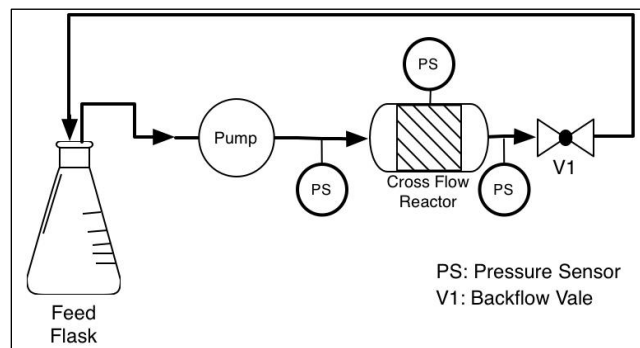 PS
Pump
PS
Cross Flow
Reactor
PS
V1
Feed
Flask
PS: Pressure Sensor
V1: Backflow Vale